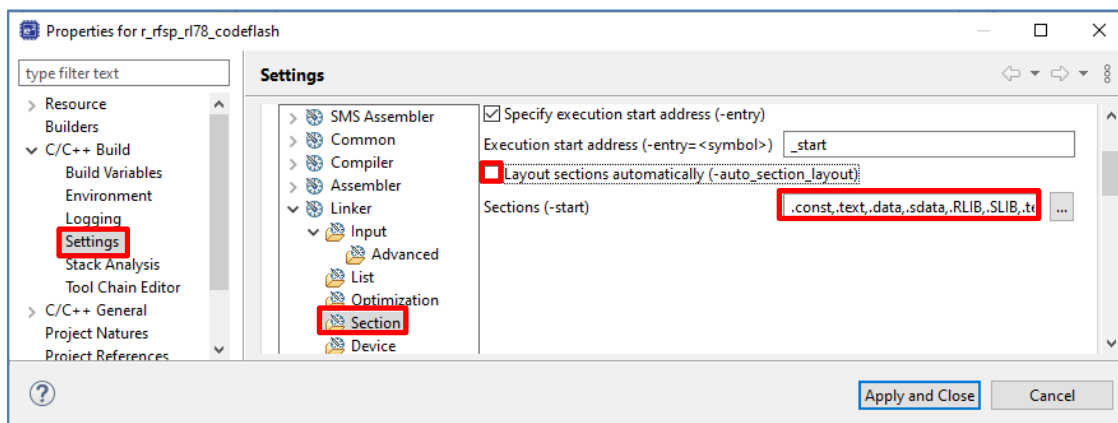 Properties for r_rfsp_rl78_codeflash
type filter text
Resource
Builders
C/C++ Build
Build Variables
Environment
Logging
Settings
Stack Analysis
Tool Chain Editor
C/C++ General
Project Natures
Project References
Settings
SMS Assembler
Common
Compiler
Assembler
Linker
Input
Advanced
List
Optimization
Section
Device
Specify execution start address (-entry)
Execution start address (-entry=<symbol>) _start
Layout sections automatically (-auto_section_layout)
Sections (-start) .const,.text,.data,.sdata,.RLIB,.SLIB,.te ...
? Apply and Close Cancel